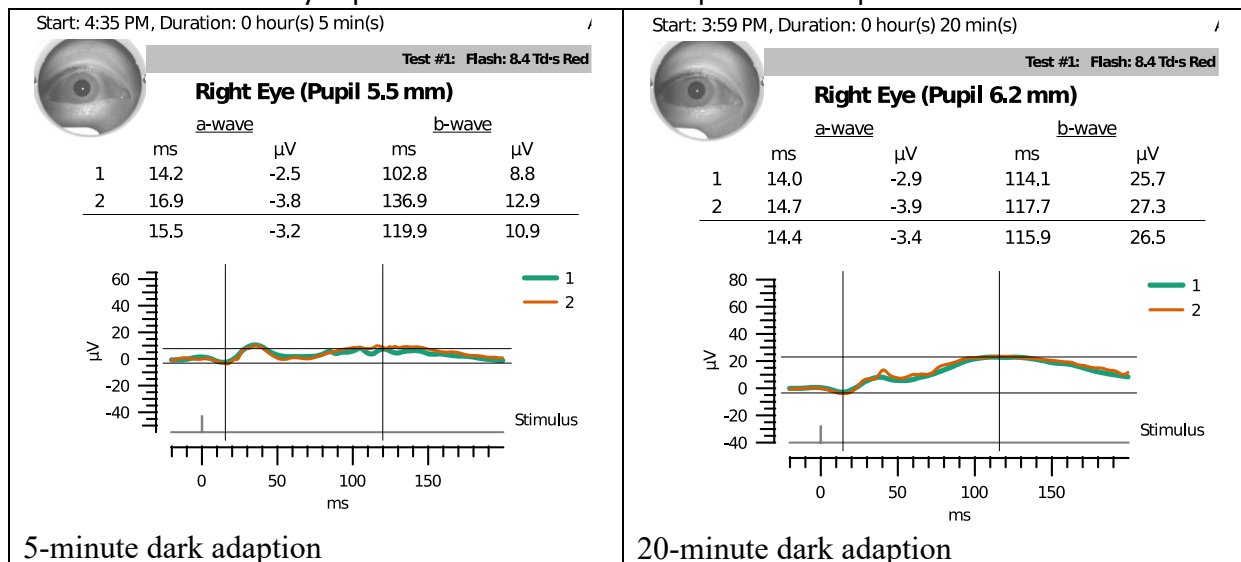 Start: 4:35 PM, Duration: 0 hour(s) 5 min(s)
Test #1: Flash: 8.4 Td·s Red
Right Eye (Pupil 5.5 mm)
a-wave b-wave
ms µV ms µV
1 14.2 -2.5 102.8 8.8
2 16.9 -3.8 136.9 12.9
15.5 -3.2 119.9 10.9
60
40
20
0
-20
-40
µV
1
2
Stimulus
0 50 100 150
ms
5-minute dark adaption
Start: 3:59 PM, Duration: 0 hour(s) 20 min(s)
Test #1: Flash: 8.4 Td·s Red
Right Eye (Pupil 6.2 mm)
a-wave b-wave
ms µV ms µV
1 14.0 -2.9 114.1 25.7
2 14.7 -3.9 117.7 27.3
14.4 -3.4 115.9 26.5
80
60
40
20
0
-20
-40
µV
1
2
Stimulus
0 50 100 150
ms
20-minute dark adaption